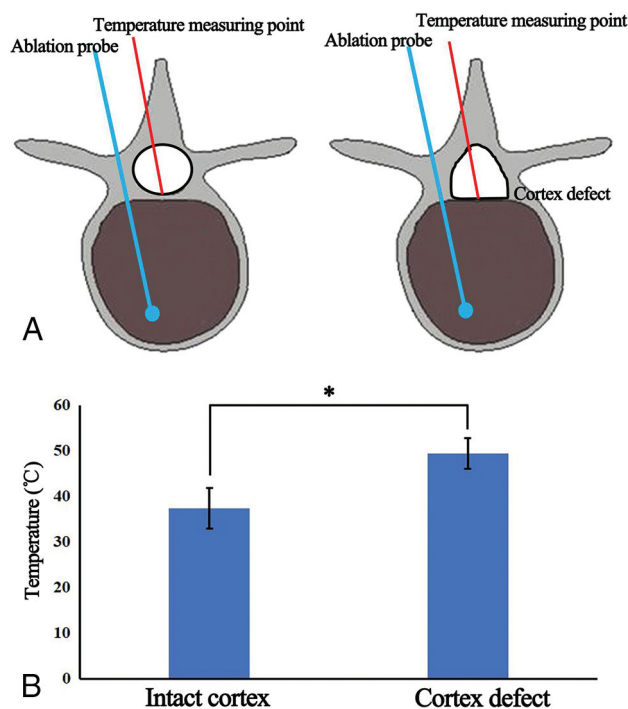 Temperature measuring point
Ablation probe
Temperature measuring point
Ablation probe
Cortex defect
A
*
60
50
40
30
20
10
0
Temperature (℃)
Intact cortex
Cortex defect
B